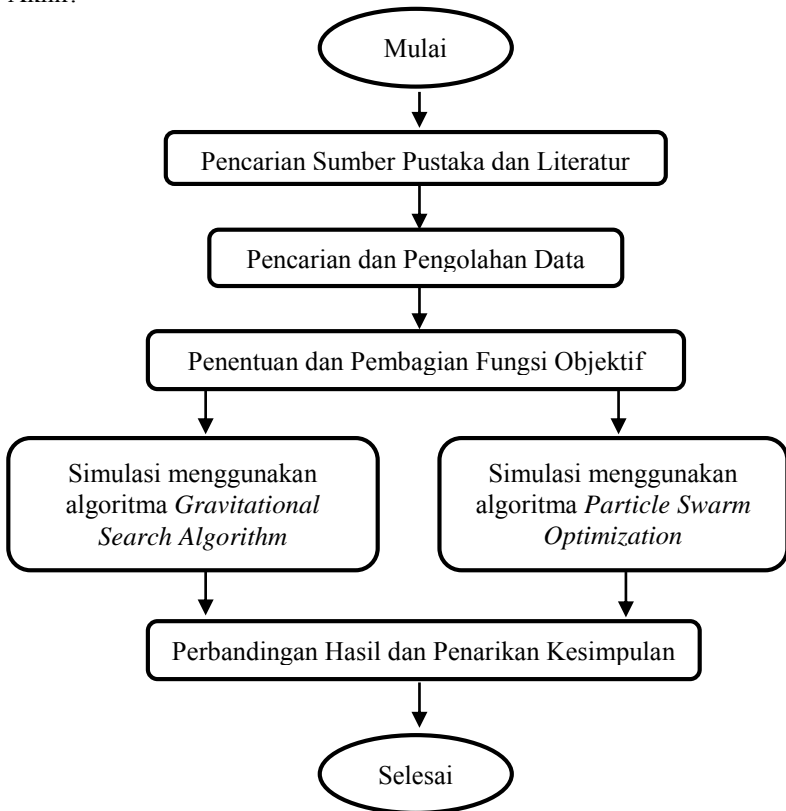 Mulai
Pencarian Sumber Pustaka dan Literatur
Pencarian dan Pengolahan Data
Penentuan dan Pembagian Fungsi Objektif
Simulasi menggunakan
algoritma Gravitational
Search Algorithm
Simulasi menggunakan
algoritma Particle Swarm
Optimization
Perbandingan Hasil dan Penarikan Kesimpulan
Selesai